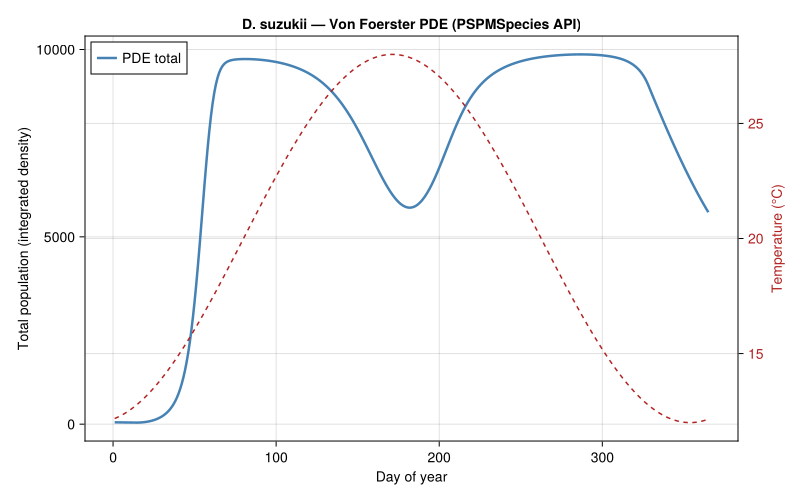 D. suzukii — Von Foerster PDE (PSPMSpecies API)
PDE total
Total population (integrated density)
10000
5000
0
25
20
15
Temperature (°C)
0
100
200
300
Day of year